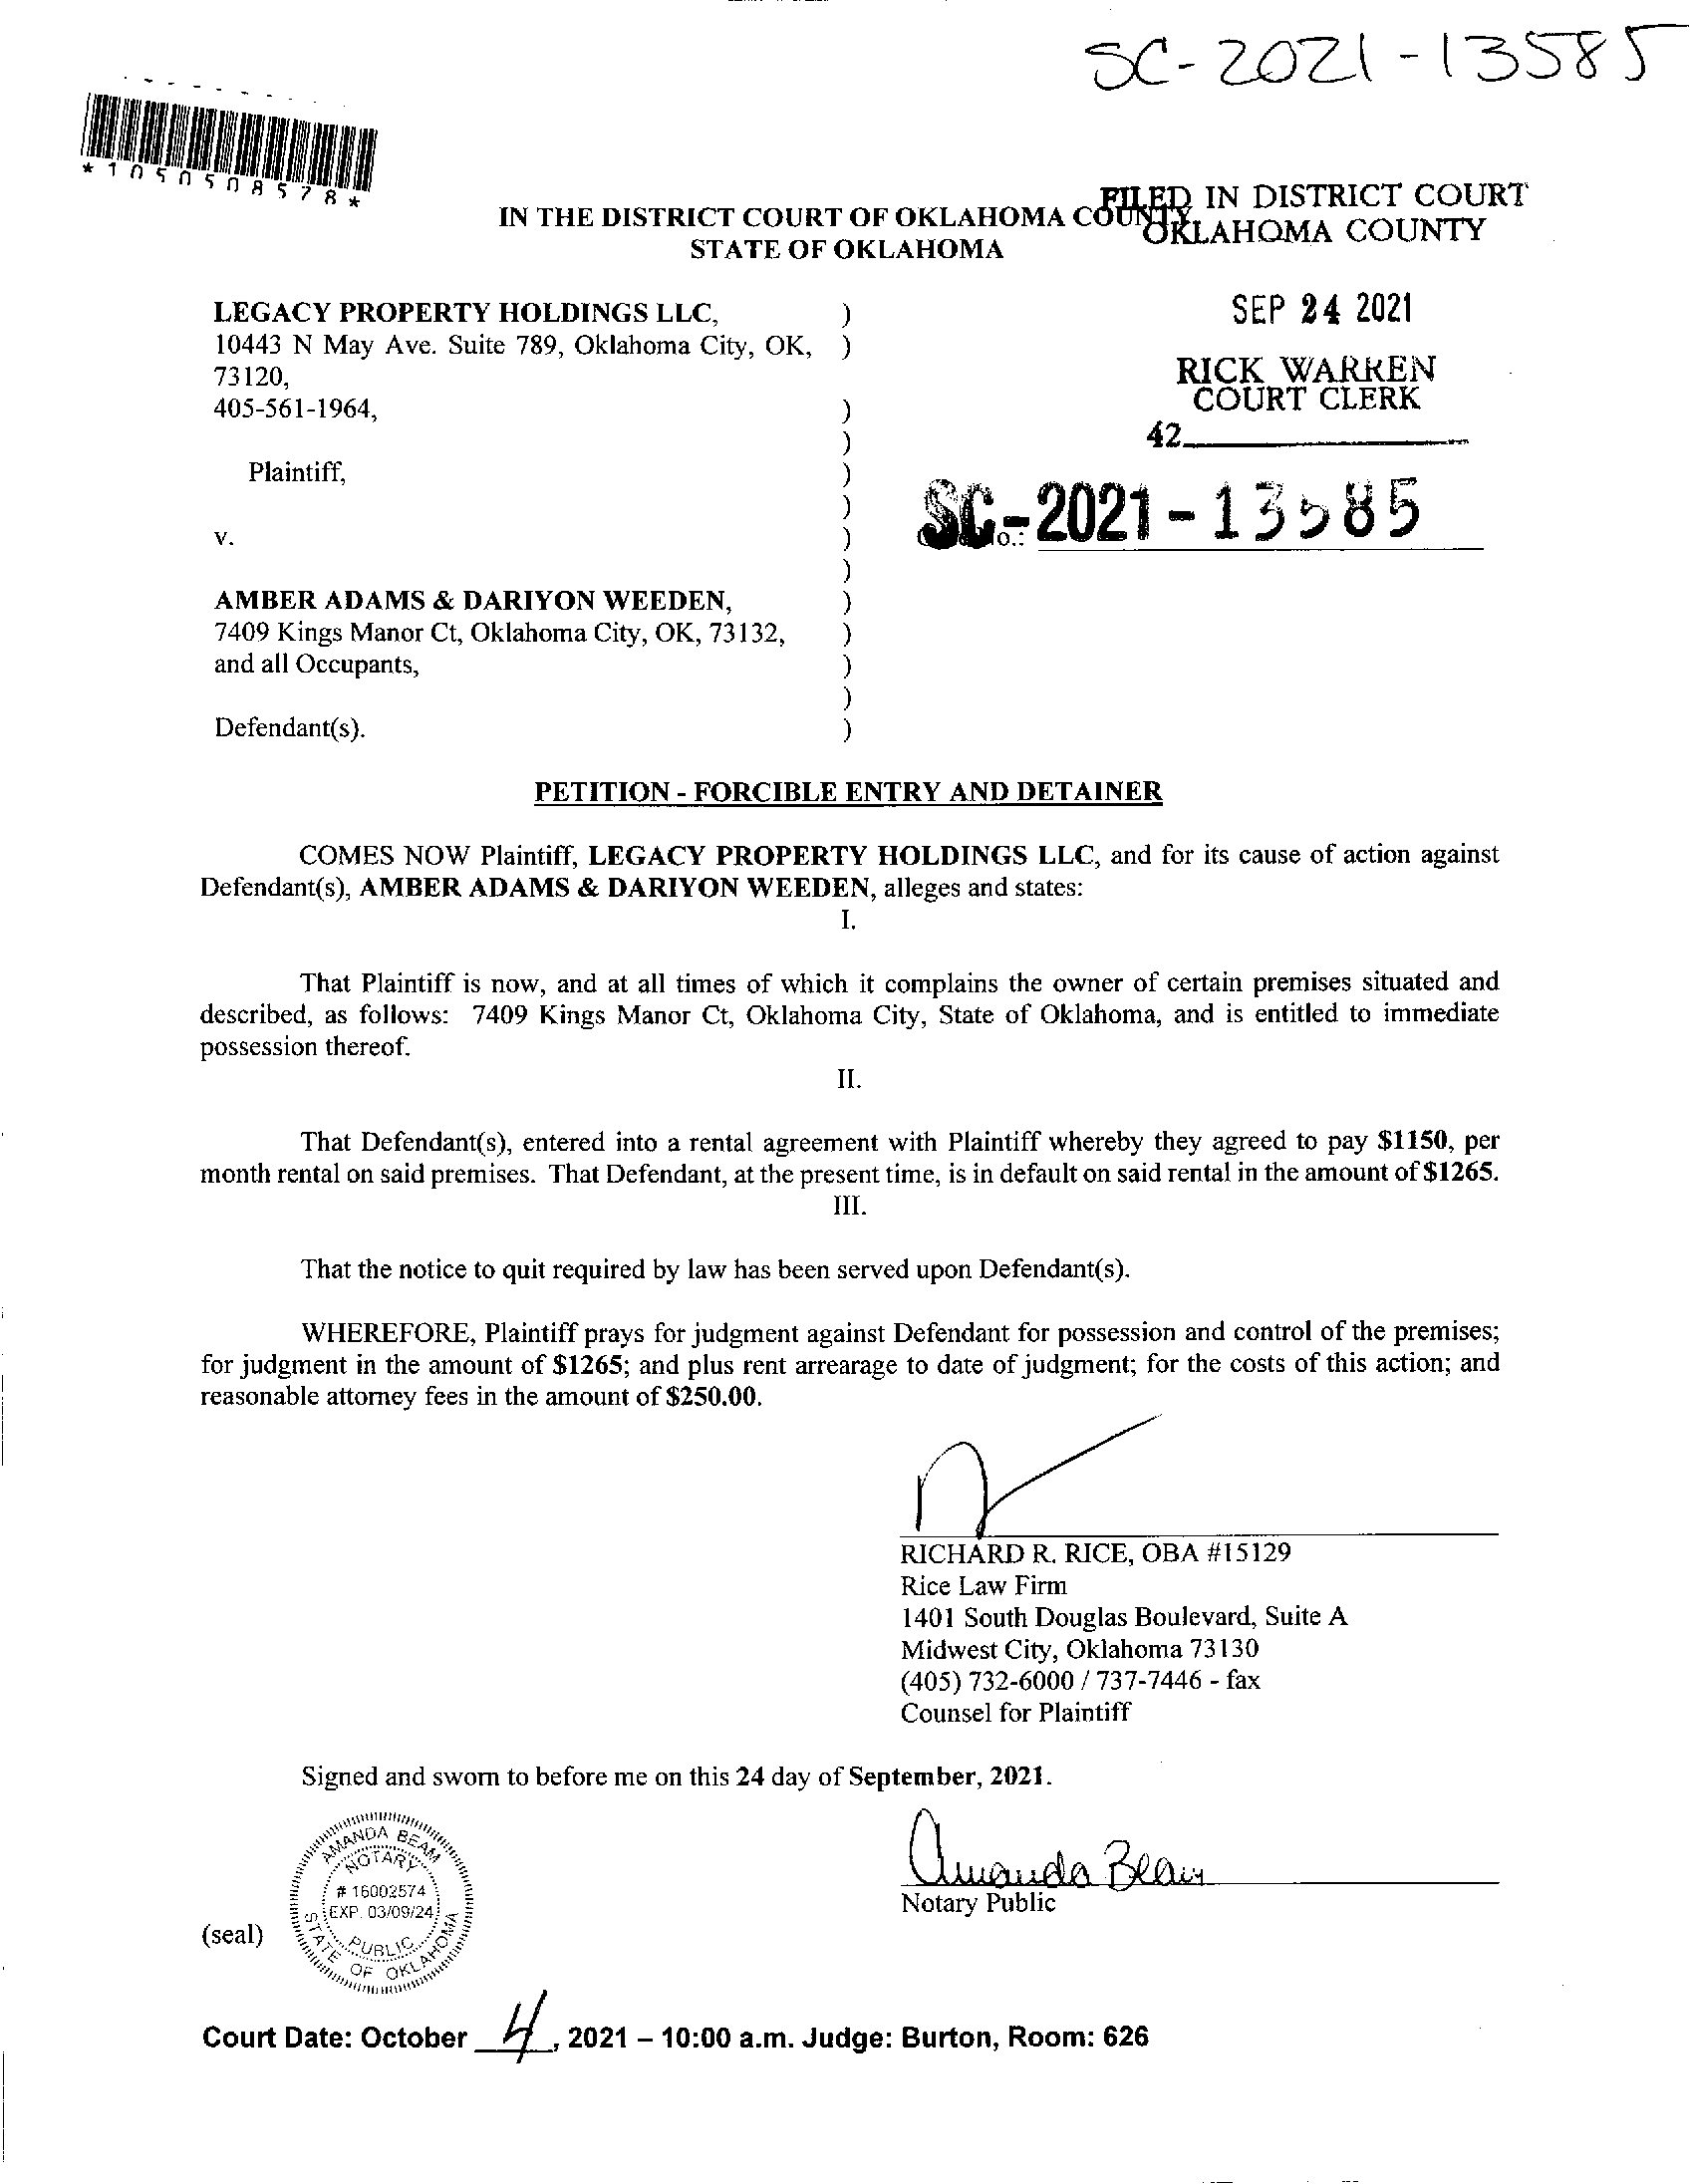 SC-2021-13585
*1050508578*
IN THE DISTRICT COURT OF OKLAHOMA COUNTY
STATE OF OKLAHOMA
FILED IN DISTRICT COURT
OKLAHOMA COUNTY
SEP 24 2021
RICK WARREN
COURT CLERK
42
SC-2021-13585
LEGACY PROPERTY HOLDINGS LLC, )
10443 N May Ave. Suite 789, Oklahoma City, OK, )
73120,
405-561-1964, )
)
Plaintiff, )
)
v. )
)
AMBER ADAMS & DARIYON WEEDEN, )
7409 Kings Manor Ct, Oklahoma City, OK, 73132, )
and all Occupants, )
)
Defendant(s). )
PETITION - FORCIBLE ENTRY AND DETAINER
COMES NOW Plaintiff, LEGACY PROPERTY HOLDINGS LLC, and for its cause of action against
Defendant(s), AMBER ADAMS & DARIYON WEEDEN, alleges and states:
I.
That Plaintiff is now, and at all times of which it complains the owner of certain premises situated and
described, as follows: 7409 Kings Manor Ct, Oklahoma City, State of Oklahoma, and is entitled to immediate
possession thereof.
II.
That Defendant(s), entered into a rental agreement with Plaintiff whereby they agreed to pay $1150, per
month rental on said premises. That Defendant, at the present time, is in default on said rental in the amount of $1265.
III.
That the notice to quit required by law has been served upon Defendant(s).
WHEREFORE, Plaintiff prays for judgment against Defendant for possession and control of the premises;
for judgment in the amount of $1265; and plus rent arrearage to date of judgment; for the costs of this action; and
reasonable attorney fees in the amount of $250.00.
RICHARD R. RICE, OBA #15129
Rice Law Firm
1401 South Douglas Boulevard, Suite A
Midwest City, Oklahoma 73130
(405) 732-6000 / 737-7446 - fax
Counsel for Plaintiff
Signed and sworn to before me on this 24 day of September, 2021.
Amanda Beam
Notary Public
AMANDA BEAM
NOTARY
# 16002574
EXP. 03/09/24
PUBLIC
STATE OF OKLAHOMA
(seal)
Court Date: October 4, 2021 – 10:00 a.m. Judge: Burton, Room: 626